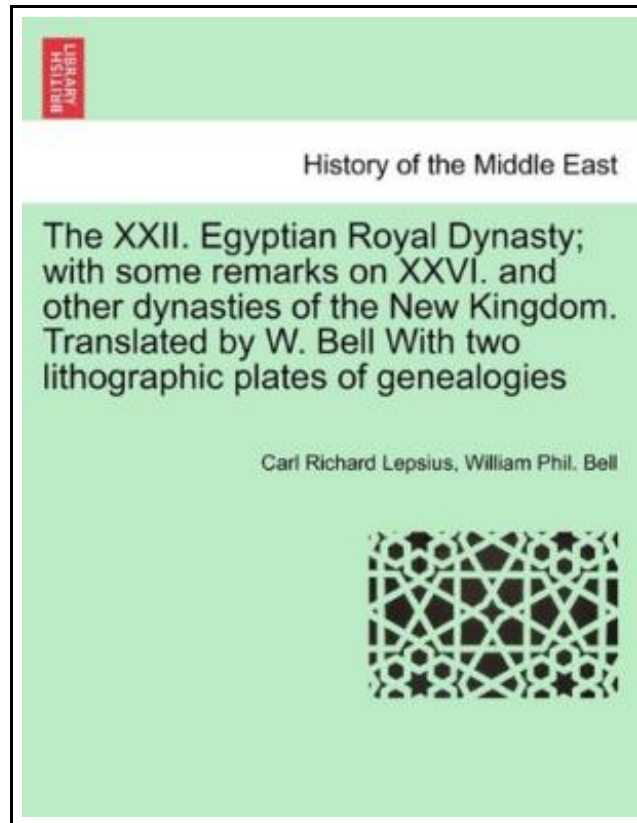 BRITISH
LIBRARY
History of the Middle East
The XXII. Egyptian Royal Dynasty;
with some remarks on XXVI. and
other dynasties of the New Kingdom.
Translated by W. Bell With two
lithographic plates of genealogies
Carl Richard Lepsius, William Phil. Bell